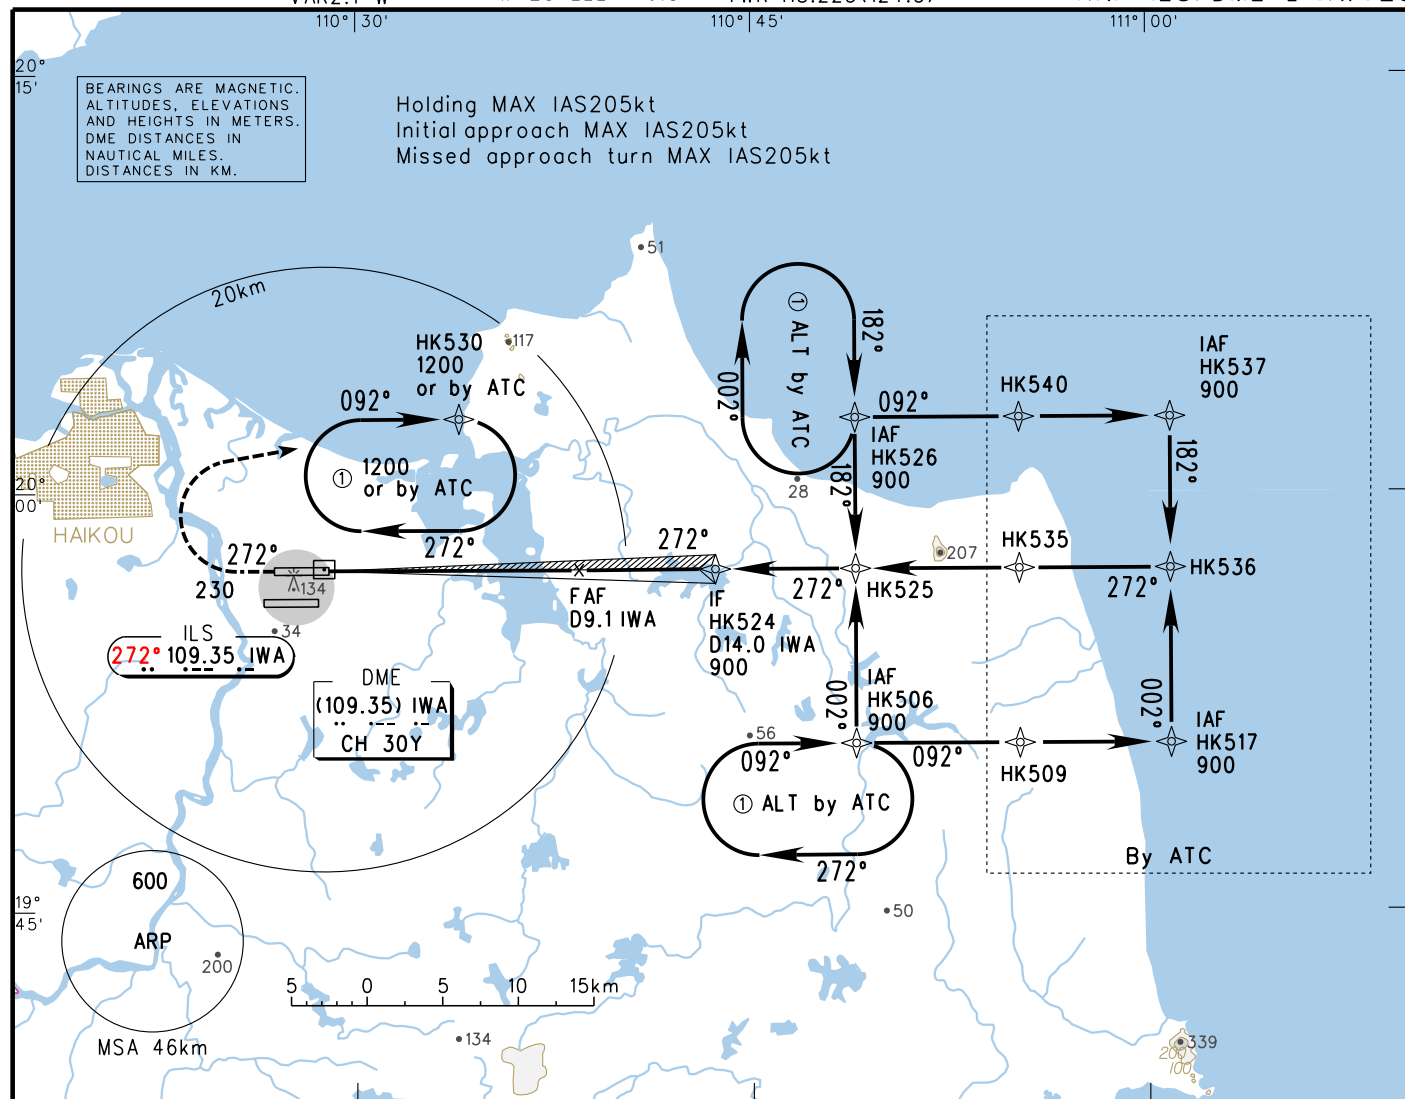 110° 30'
110° 45'
111° 00'
20°
15'
BEARINGS ARE MAGNETIC.
ALTITUDES, ELEVATIONS
AND HEIGHTS IN METERS.
DME DISTANCES IN
NAUTICAL MILES.
DISTANCES IN KM.
Holding MAX IAS205kt
Initial approach MAX IAS205kt
Missed approach turn MAX IAS205kt
51
20km
HK530
1200
or by ATC
117
092°
① 1200
or by ATC
272°
① ALT by ATC
182°
002°
092°
IAF
HK526
900
182°
28
HK540
IAF
HK537
900
182°
20°
00'
HAIKOU
272°
230
134
34
272°
FAF
D9.1 IWA
IF
HK524
D14.0 IWA
900
272°
HK525
207
HK535
272°
HK536
ILS
272° 109.35 IWA
DME
(109.35) IWA
CH 30Y
002°
IAF
HK506
900
56
092°
092°
① ALT by ATC
272°
HK509
002°
IAF
HK517
900
By ATC
19°
45'
600
ARP
200
MSA 46km
50
5 0 5 10 15km
134
339
200
100